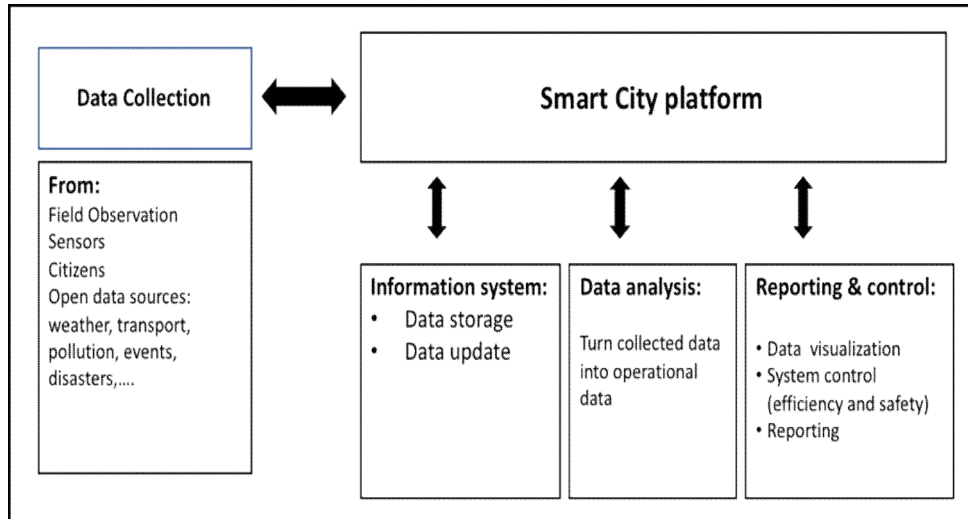 Data Collection
Smart City platform
From:
Field Observation
Sensors
Citizens
Open data sources:
weather, transport,
pollution, events,
disasters,....
Information system:
• Data storage
• Data update
Data analysis:
Turn collected data
into operational
data
Reporting & control:
• Data visualization
• System control
(efficiency and safety)
• Reporting